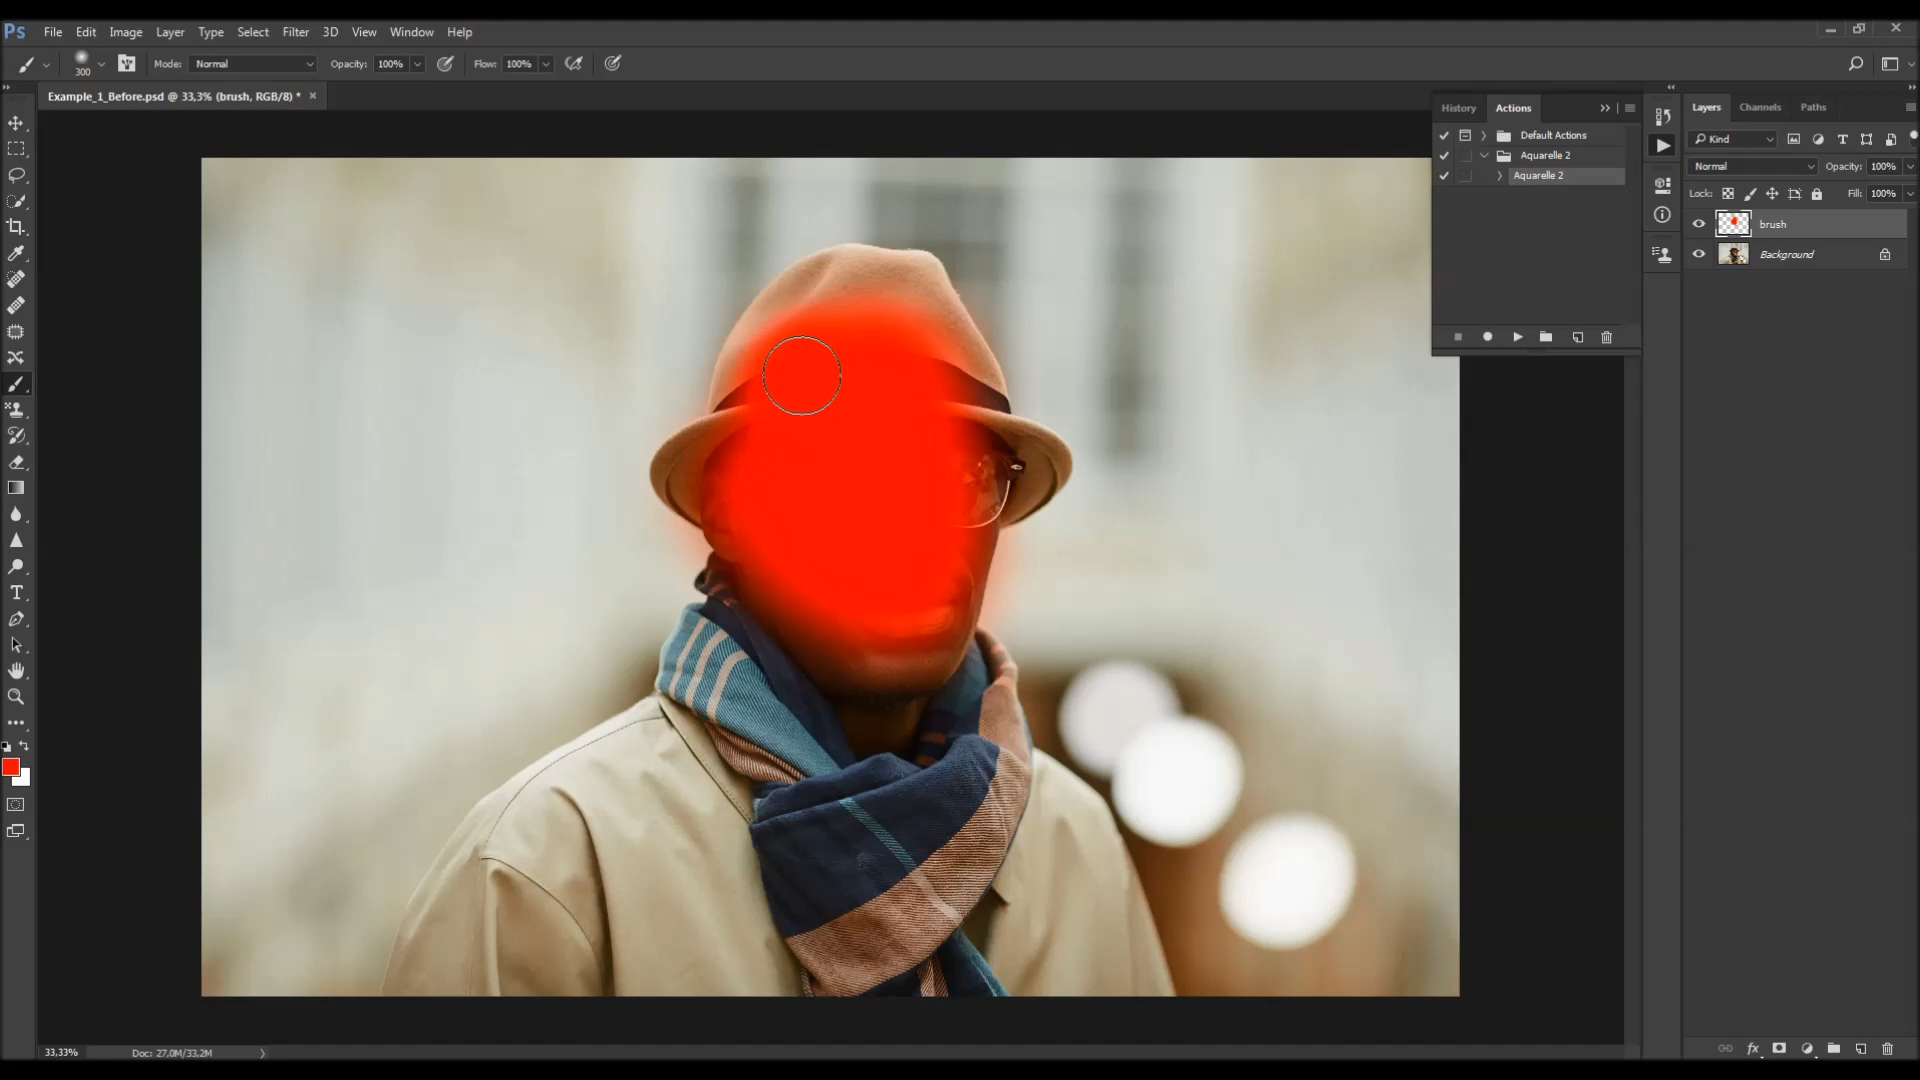 Ps File Edit Image Layer Type Select Filter 3D View Window Help
300 Mode: Normal Opacity: 100% Flow: 100%
Example_1_Before.psd @ 33,3% (brush, RGB/8) *
History Actions
Default Actions
Aquarelle 2
Aquarelle 2
Layers Channels Paths
Kind
Normal Opacity: 100%
Lock: Fill: 100%
brush
Background
33,33% Doc: 27,0M/33,2M